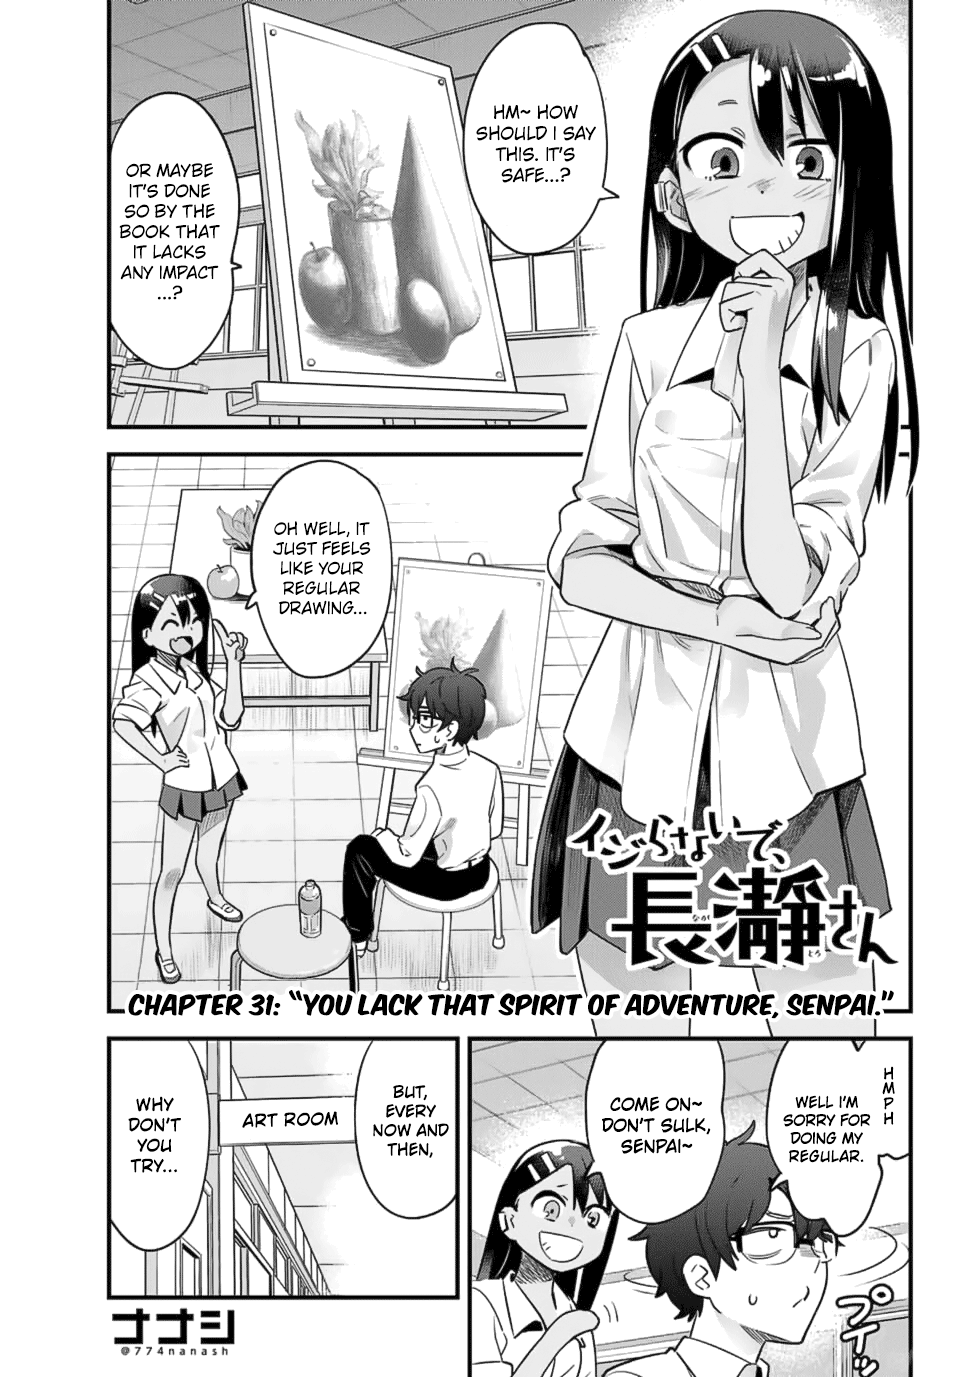 HM~ HOW
SHOULD I SAY
THIS. IT'S
SAFE...?
OR MAYBE
IT'S DONE
SO BY THE
BOOK THAT
IT LACKS
ANY IMPACT
...?
OH WELL, IT
JUST FEELS
LIKE YOUR
REGULAR
DRAWING...
イジらないで、
長瀞さん
なが
とろ
CHAPTER 31: "YOU LACK THAT SPIRIT OF ADVENTURE, SENPAI."
HMPH
WELL I'M
SORRY FOR
DOING MY
REGULAR.
COME ON~
DON'T SULK,
SENPAI~
プイッ
BUT,
EVERY
NOW AND
THEN,
ART ROOM
WHY
DON'T
YOU
TRY...
ナナシ
@774nanash